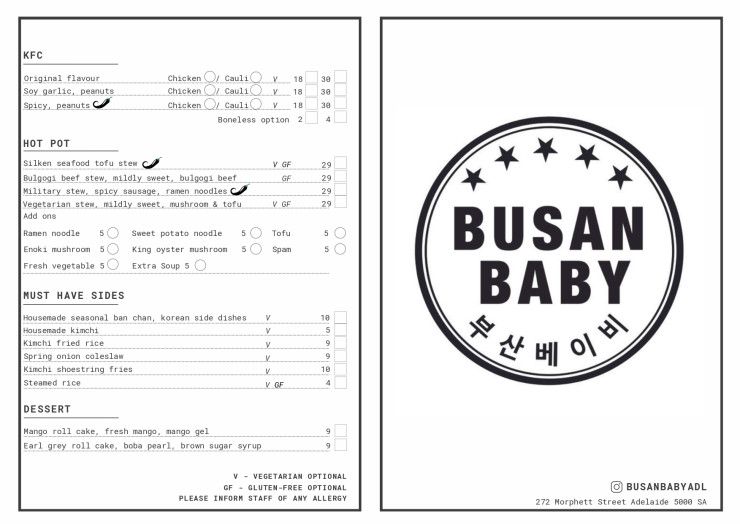 KFC
Original flavour Chicken / Cauli V 18 30
Soy garlic, peanuts Chicken / Cauli V 18 30
Spicy, peanuts Chicken / Cauli V 18 30
Boneless option 2 4
HOT POT
Silken seafood tofu stew V GF 29
Bulgogi beef stew, mildly sweet, bulgogi beef GF 29
Military stew, spicy sausage, ramen noodles 29
Vegetarian stew, mildly sweet, mushroom & tofu V GF 29
Add ons
Ramen noodle 5 Sweet potato noodle 5 Tofu 5
Enoki mushroom 5 King oyster mushroom 5 Spam 5
Fresh vegetable 5 Extra Soup 5
MUST HAVE SIDES
Housemade seasonal ban chan, korean side dishes V 10
Housemade kimchi V 5
Kimchi fried rice V 9
Spring onion coleslaw V 9
Kimchi shoestring fries V 10
Steamed rice V GF 4
DESSERT
Mango roll cake, fresh mango, mango gel 9
Earl grey roll cake, boba pearl, brown sugar syrup 9
V - VEGETARIAN OPTIONAL
GF - GLUTEN-FREE OPTIONAL
PLEASE INFORM STAFF OF ANY ALLERGY
BUSAN
BABY
부산베이비
BUSANBABYADL
272 Morphett Street Adelaide 5000 SA